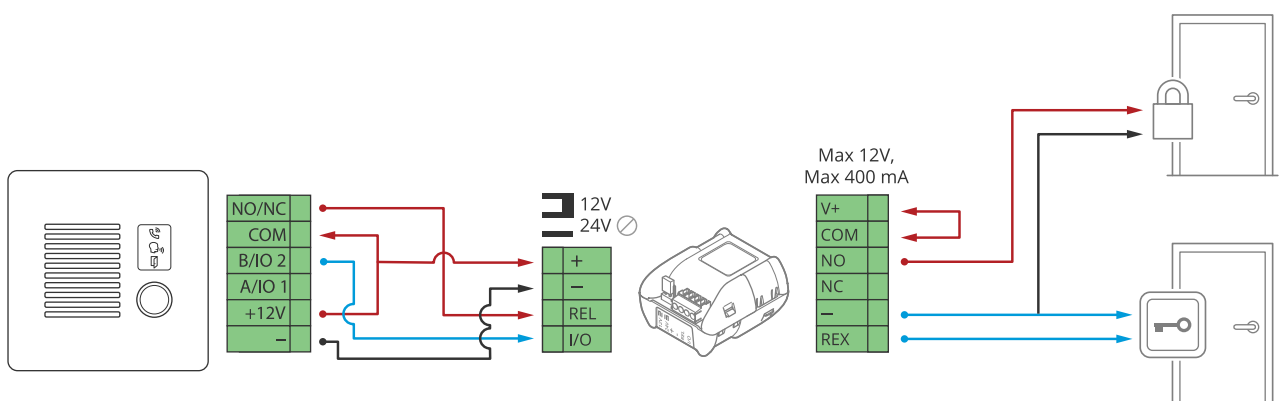 NO/NC
COM
B/IO 2
A/IO 1
+12V
−
12V
24V
+
−
REL
I/O
Max 12V,
Max 400 mA
V+
COM
NO
NC
−
REX